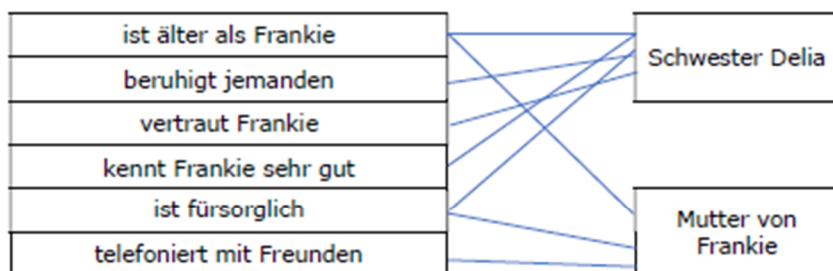 ist älter als Frankie
beruhigt jemanden
vertraut Frankie
kennt Frankie sehr gut
ist fürsorglich
telefoniert mit Freunden
Schwester Delia
Mutter von
Frankie